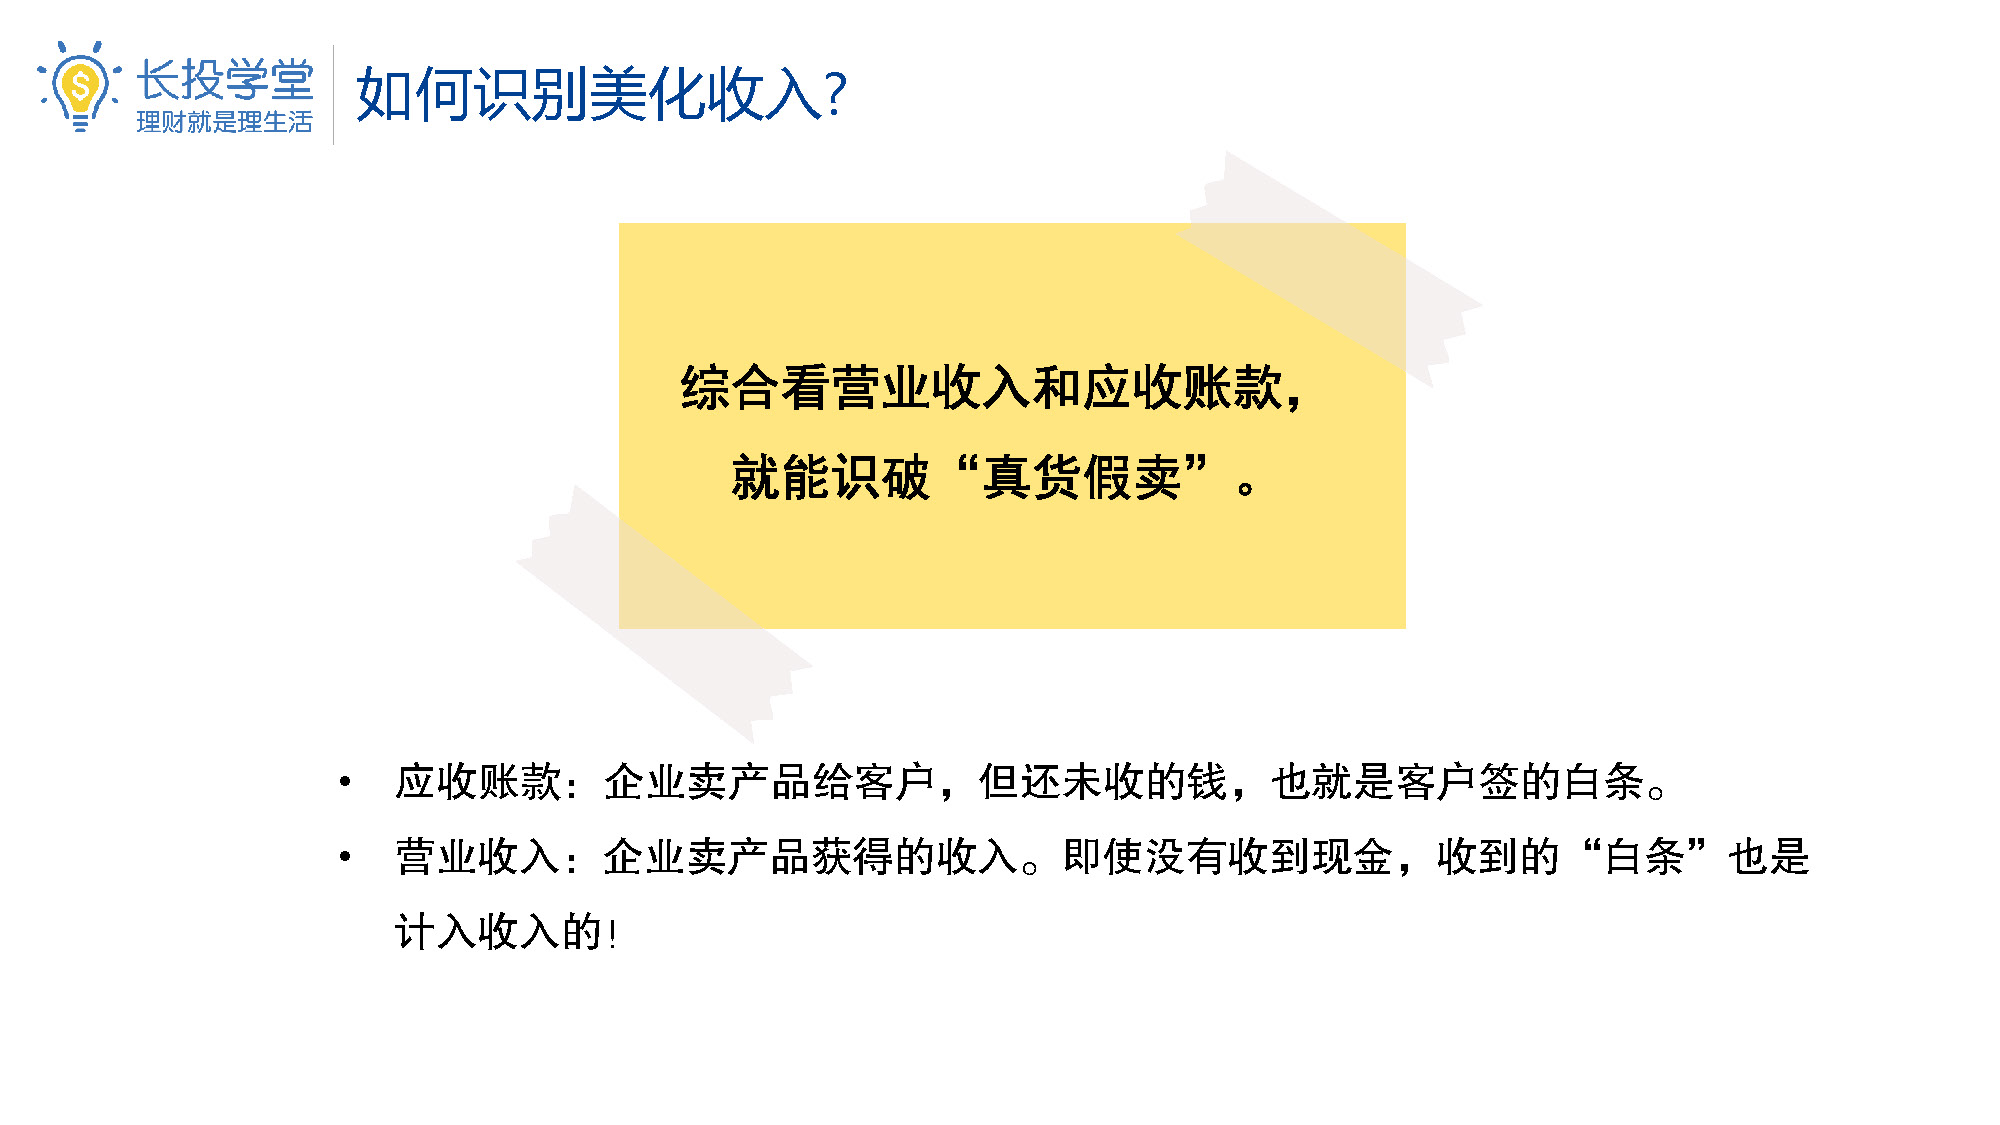 长投学堂
理财就是理生活
如何识别美化收入?
综合看营业收入和应收账款，
就能识破“真货假卖”。
• 应收账款：企业卖产品给客户，但还未收的钱，也就是客户签的白条。
• 营业收入：企业卖产品获得的收入。即使没有收到现金，收到的“白条”也是
计入收入的！